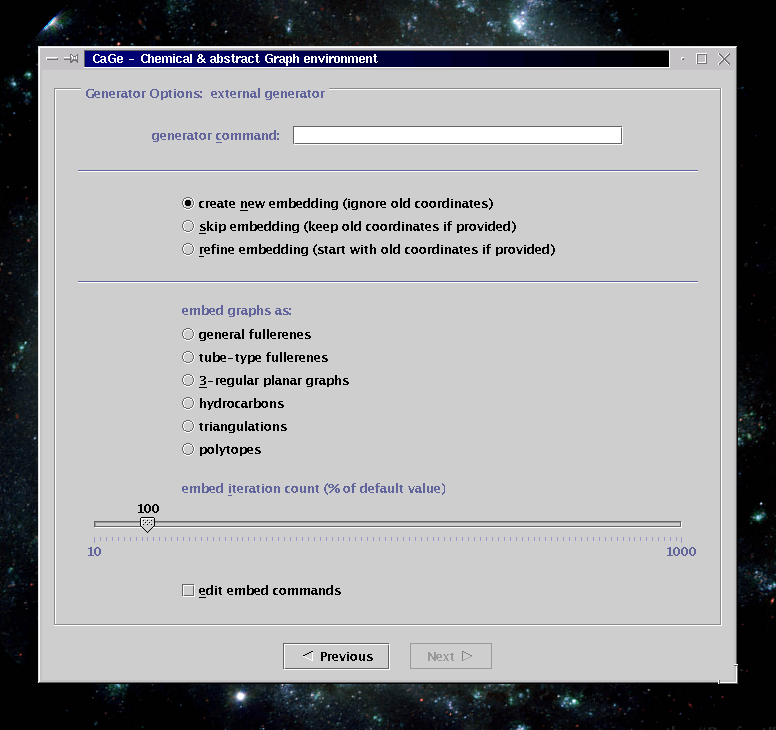 CaGe - Chemical & abstract Graph environment
Generator Options: external generator
generator command:
create new embedding (ignore old coordinates)
skip embedding (keep old coordinates if provided)
refine embedding (start with old coordinates if provided)
embed graphs as:
general fullerenes
tube-type fullerenes
3-regular planar graphs
hydrocarbons
triangulations
polytopes
embed iteration count (% of default value)
100
10 1000
edit embed commands
Previous Next